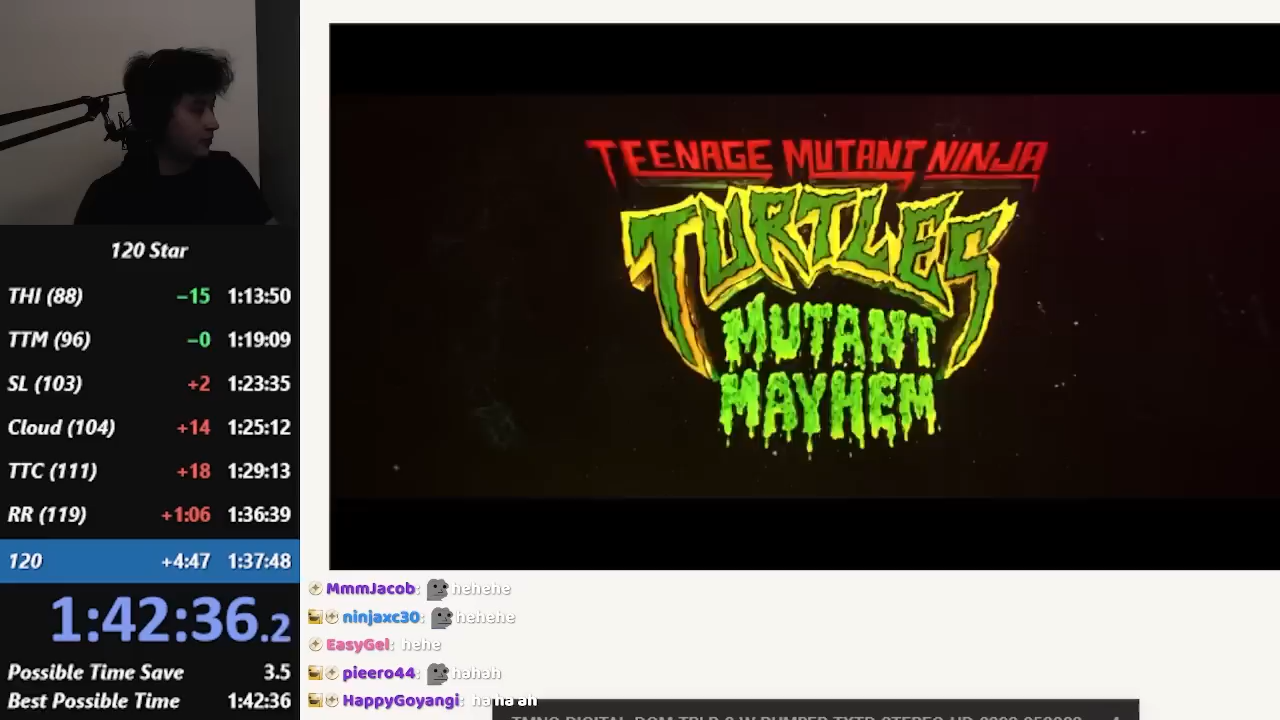 120 Star
THI (88) −15 1:13:50
TTM (96) −0 1:19:09
SL (103) +2 1:23:35
Cloud (104) +14 1:25:12
TTC (111) +18 1:29:13
RR (119) +1:06 1:36:39
120 +4:47 1:37:48
1:42:36.2
Possible Time Save 3.5
Best Possible Time 1:42:36
TEENAGE MUTANT NINJA
TURTLES
MUTANT
MAYHEM
MmmJacob: hehehe
ninjaxc30: hehehe
EasyGel: hehe
pieero44: hahah
HappyGoyangi: ha ha ah